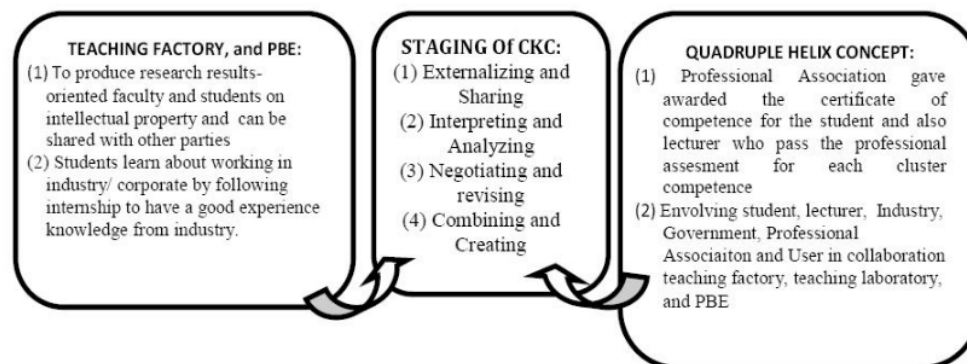 TEACHING FACTORY, and PBE:
(1) To produce research results-
oriented faculty and students on
intellectual property and can be
shared with other parties
(2) Students learn about working in
industry/ corporate by following
internship to have a good experience
knowledge from industry.
STAGING Of CKC:
(1) Externalizing and
Sharing
(2) Interpreting and
Analyzing
(3) Negotiating and
revising
(4) Combining and
Creating
QUADRUPLE HELIX CONCEPT:
(1) Professional Association gave
awarded the certificate of
competence for the student and also
lecturer who pass the professional
assesment for each cluster
competence
(2) Envolving student, lecturer, Industry,
Government, Professional
Associaiton and User in collaboration
teaching factory, teaching laboratory,
and PBE